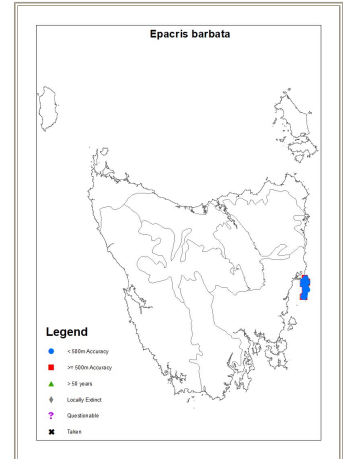 Epacris barbata
Legend
< 500m Accuracy
>= 500m Accuracy
> 50 years
Locally Extinct
? Questionable
Taken